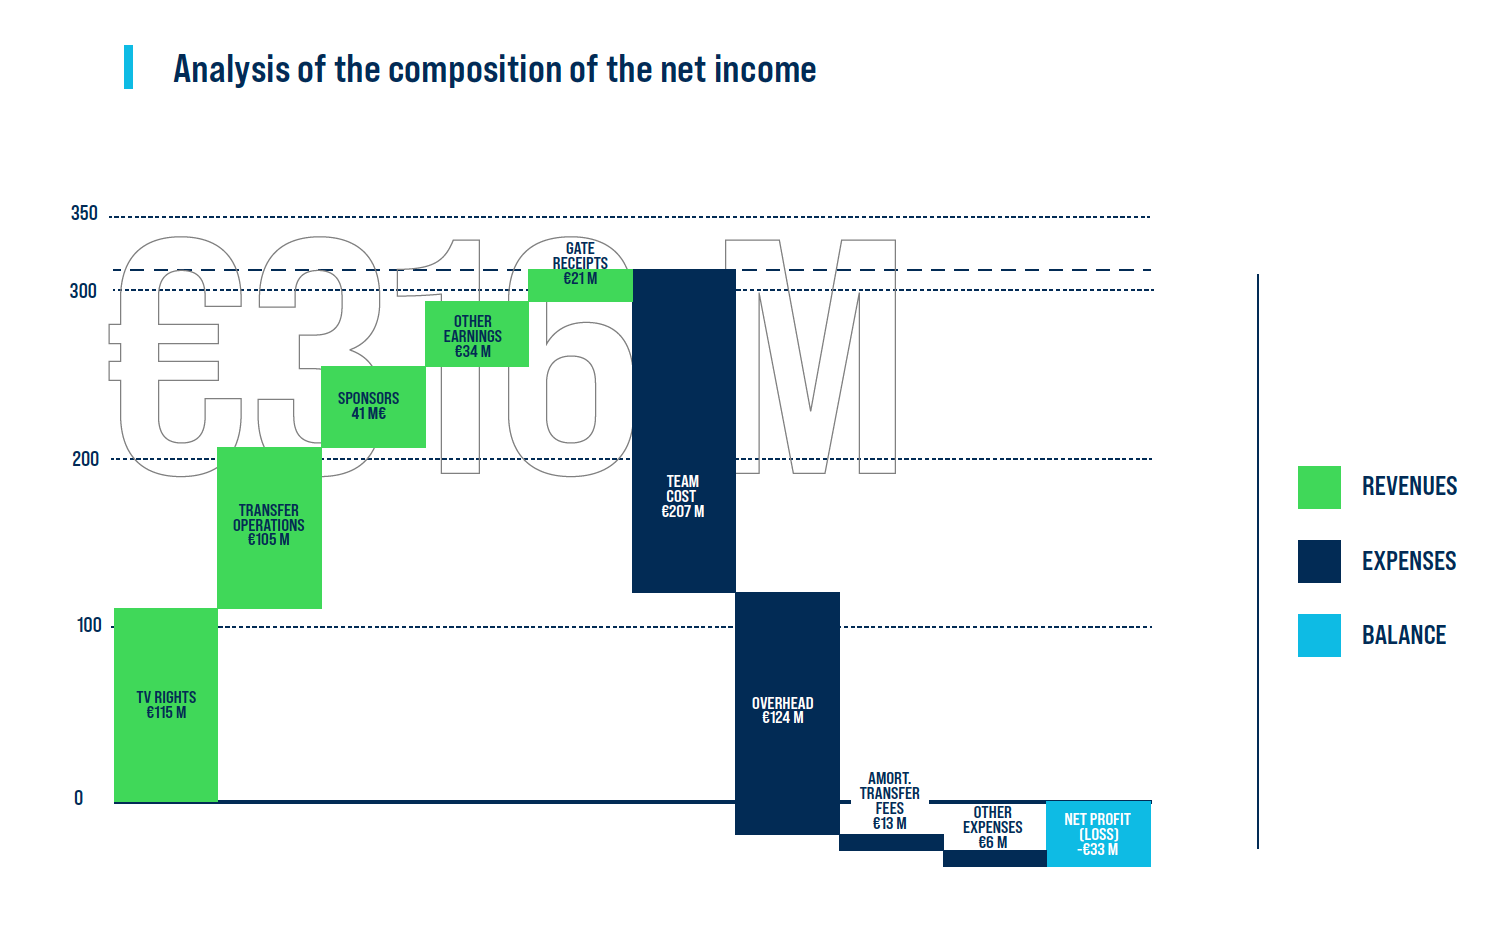 Analysis of the composition of the net income
350
€316 M
GATE
RECEIPTS
€21 M
300
OTHER
EARNINGS
€34 M
SPONSORS
41 M€
200
TEAM
COST
€207 M
TRANSFER
OPERATIONS
€105 M
REVENUES
EXPENSES
BALANCE
100
TV RIGHTS
€115 M
OVERHEAD
€124 M
0
AMORT.
TRANSFER
FEES
€13 M
OTHER
EXPENSES
€6 M
NET PROFIT
(LOSS)
-€33 M